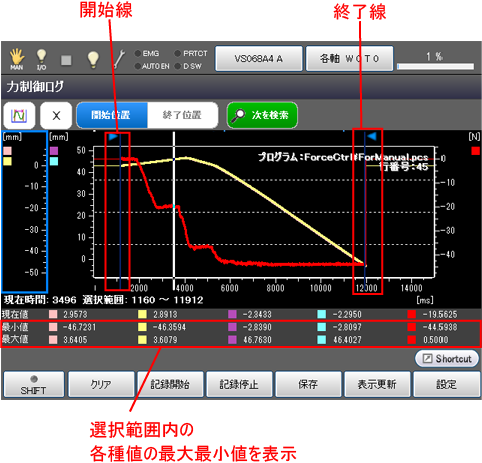 開始線 終了線
MAN I/O EMG PRTCT AUTO EN D SW VS068A4 A 各軸 W 0 T 0 1 %
力制御ログ
X 開始位置 終了位置 次を検索
[mm] [mm] [N]
プログラム:ForceCtrl¥ForManual.pcs
行番号:45
0 -10 -20 -30 -40 -50
50 40 30 20 10 0
0 -10 -20 -30 -40
2000 4000 6000 8000 10000 12000 14000
現在時間: 3496 選択範囲: 1160 ～ 11912 [ms]
現在値 2.9573 2.8913 -2.3433 -2.2950 -19.5625
最小値 -46.7231 -46.3594 -2.8390 -2.8097 -44.5938
最大値 3.6405 3.6079 46.7630 46.4027 0.5000
Shortcut
SHIFT クリア 記録開始 記録停止 保存 表示更新 設定
選択範囲内の
各種値の最大最小値を表示